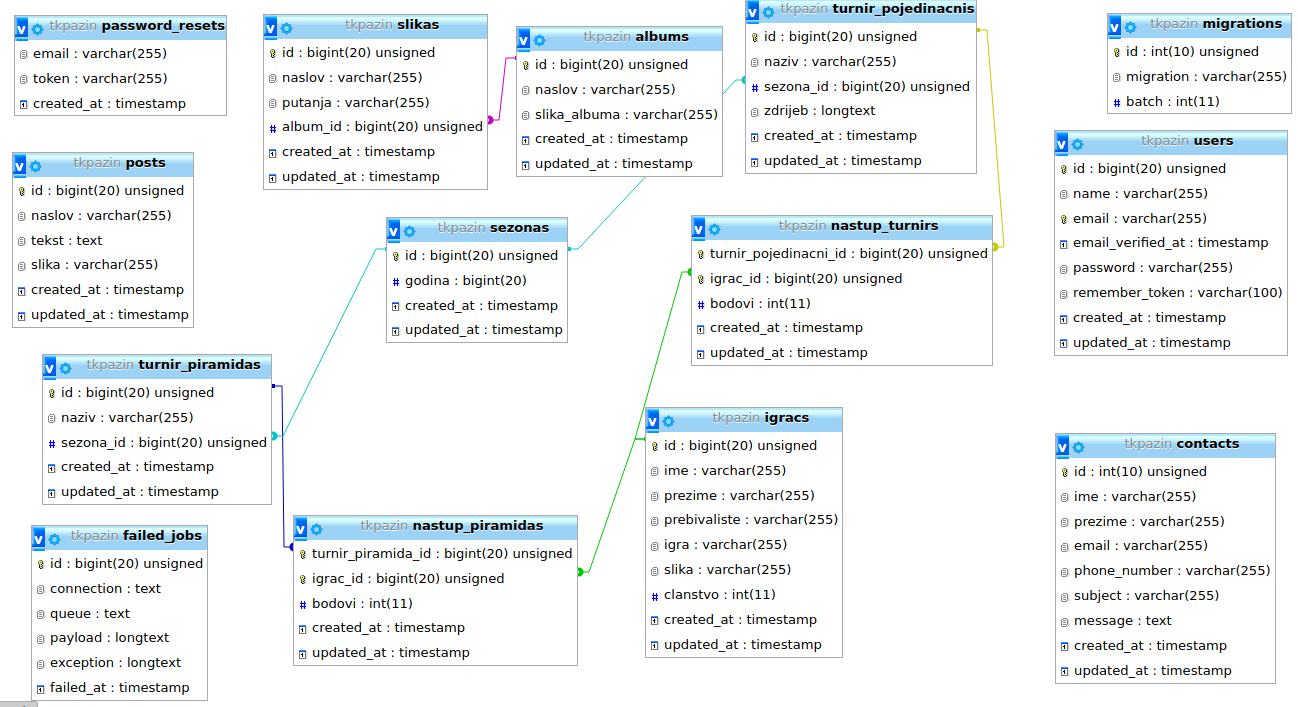 tkpazin password_resets
email : varchar(255)
token : varchar(255)
created_at : timestamp
tkpazin slikas
id : bigint(20) unsigned
naslov : varchar(255)
putanja : varchar(255)
album_id : bigint(20) unsigned
created_at : timestamp
updated_at : timestamp
tkpazin albums
id : bigint(20) unsigned
naslov : varchar(255)
slika_albuma : varchar(255)
created_at : timestamp
updated_at : timestamp
tkpazin turnir_pojedinacnis
id : bigint(20) unsigned
naziv : varchar(255)
sezona_id : bigint(20) unsigned
zdrijeb : longtext
created_at : timestamp
updated_at : timestamp
tkpazin migrations
id : int(10) unsigned
migration : varchar(255)
batch : int(11)
tkpazin posts
id : bigint(20) unsigned
naslov : varchar(255)
tekst : text
slika : varchar(255)
created_at : timestamp
updated_at : timestamp
tkpazin sezonas
id : bigint(20) unsigned
godina : bigint(20)
created_at : timestamp
updated_at : timestamp
tkpazin nastup_turnirs
turnir_pojedinacni_id : bigint(20) unsigned
igrac_id : bigint(20) unsigned
bodovi : int(11)
created_at : timestamp
updated_at : timestamp
tkpazin users
id : bigint(20) unsigned
name : varchar(255)
email : varchar(255)
email_verified_at : timestamp
password : varchar(255)
remember_token : varchar(100)
created_at : timestamp
updated_at : timestamp
tkpazin turnir_piramidas
id : bigint(20) unsigned
naziv : varchar(255)
sezona_id : bigint(20) unsigned
created_at : timestamp
updated_at : timestamp
tkpazin failed_jobs
id : bigint(20) unsigned
connection : text
queue : text
payload : longtext
exception : longtext
failed_at : timestamp
tkpazin nastup_piramidas
turnir_piramida_id : bigint(20) unsigned
igrac_id : bigint(20) unsigned
bodovi : int(11)
created_at : timestamp
updated_at : timestamp
tkpazin igracs
id : bigint(20) unsigned
ime : varchar(255)
prezime : varchar(255)
prebivaliste : varchar(255)
igra : varchar(255)
slika : varchar(255)
clanstvo : int(11)
created_at : timestamp
updated_at : timestamp
tkpazin contacts
id : int(10) unsigned
ime : varchar(255)
prezime : varchar(255)
email : varchar(255)
phone_number : varchar(255)
subject : varchar(255)
message : text
created_at : timestamp
updated_at : timestamp